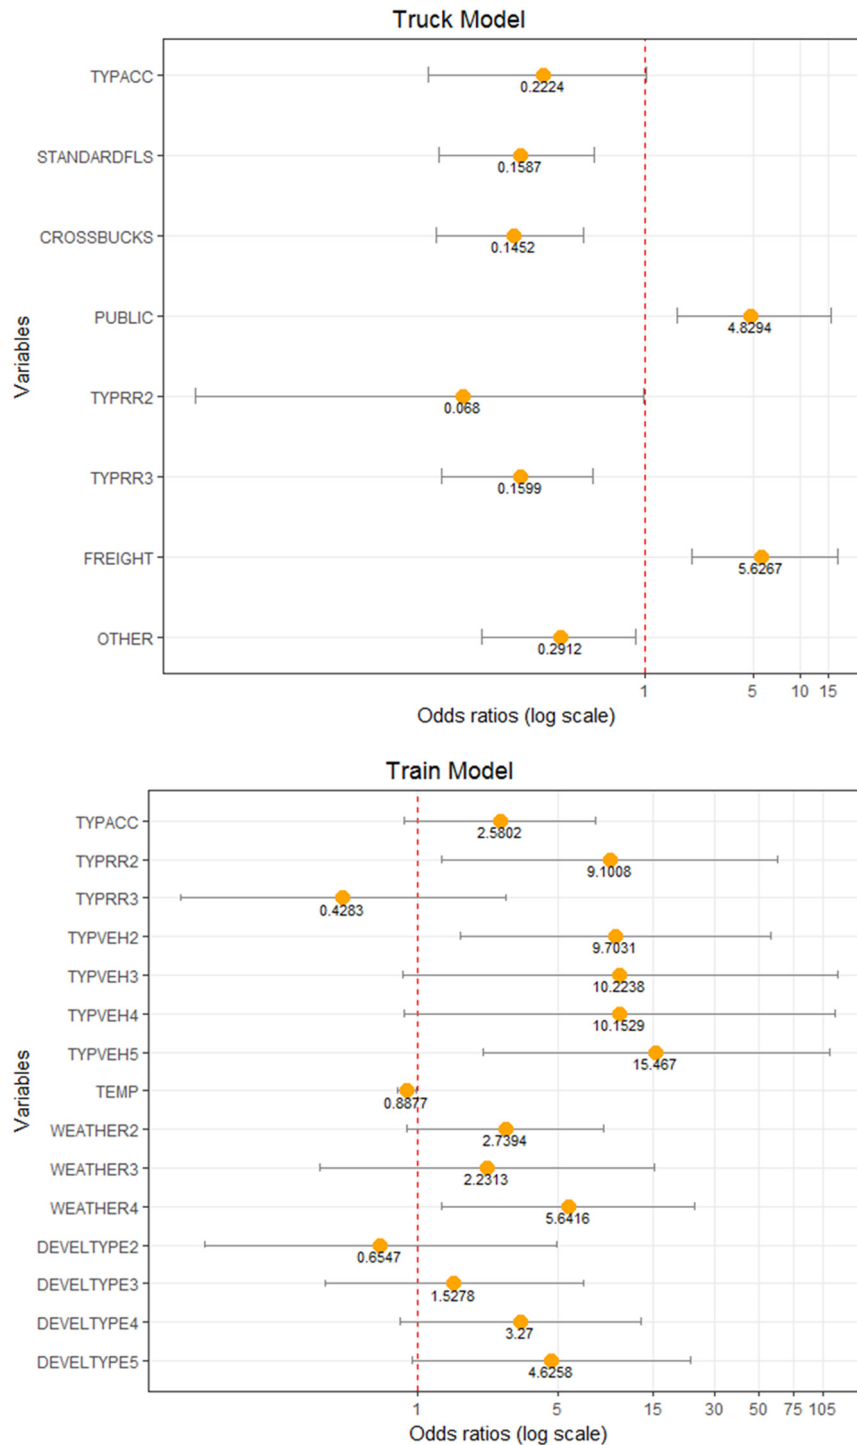 Truck Model
TYPACC
0.2224
STANDARDFLS
0.1587
CROSSBUCKS
0.1452
PUBLIC
4.8294
Variables
TYPRR2
0.068
TYPRR3
0.1599
FREIGHT
5.6267
OTHER
0.2912
1 5 10 15
Odds ratios (log scale)
Train Model
TYPACC
2.5802
TYPRR2
9.1008
TYPRR3
0.4283
TYPVEH2
9.7031
TYPVEH3
10.2238
TYPVEH4
10.1529
TYPVEH5
15.467
Variables
TEMP
0.8877
WEATHER2
2.7394
WEATHER3
2.2313
WEATHER4
5.6416
DEVELTYPE2
0.6547
DEVELTYPE3
1.5278
DEVELTYPE4
3.27
DEVELTYPE5
4.6258
1 5 15 30 50 75 105
Odds ratios (log scale)